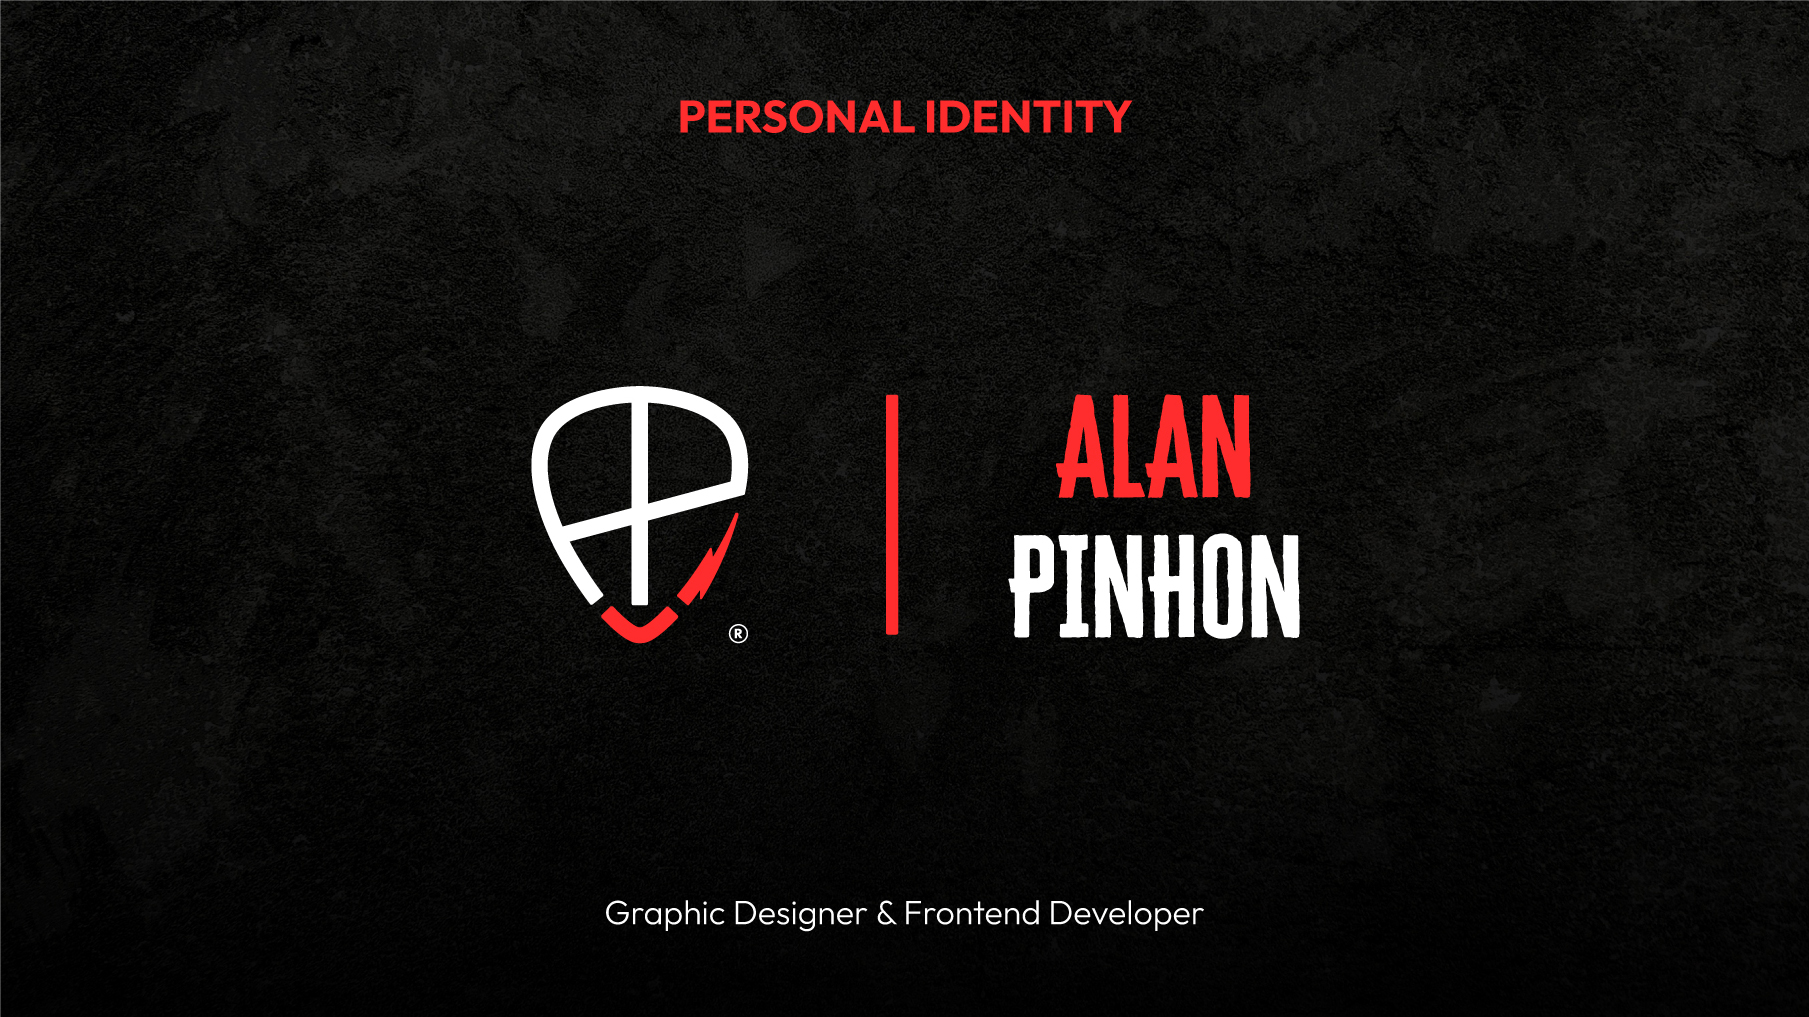 PERSONAL IDENTITY
®
ALAN
PINHON
Graphic Designer & Frontend Developer